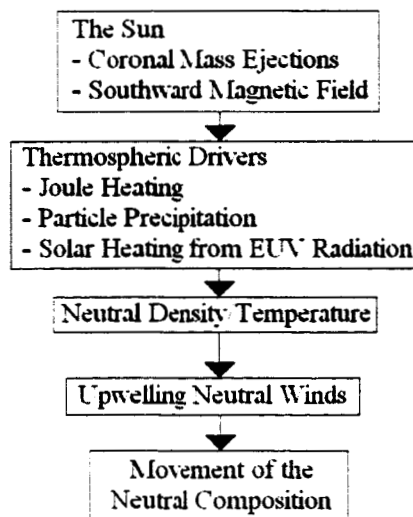 The Sun
- Coronal Mass Ejections
- Southward Magnetic Field
Thermospheric Drivers
- Joule Heating
- Particle Precipitation
- Solar Heating from EUV Radiation
Neutral Density Temperature
Upwelling Neutral Winds
Movement of the
Neutral Composition